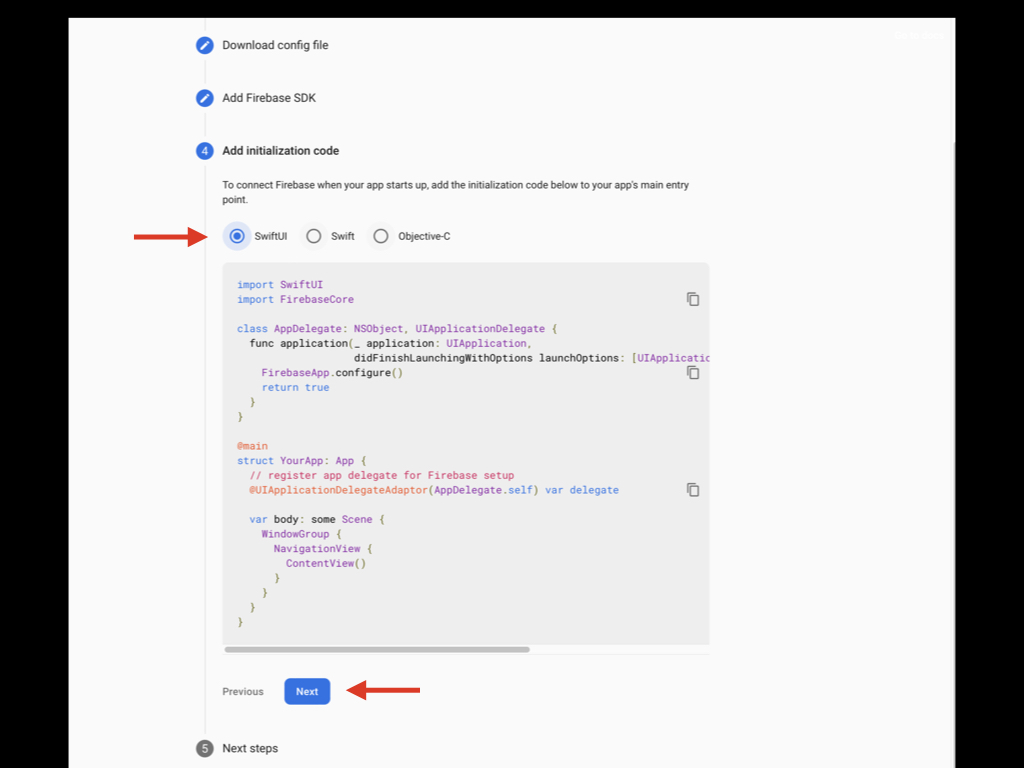 Download config file
Add Firebase SDK
4 Add initialization code
To connect Firebase when your app starts up, add the initialization code below to your app's main entry
point.
SwiftUI Swift Objective-C
import SwiftUI
import FirebaseCore
class AppDelegate: NSObject, UIApplicationDelegate {
  func application(_ application: UIApplication,
                   didFinishLaunchingWithOptions launchOptions: [UIApplicatio
    FirebaseApp.configure()
    return true
  }
}
@main
struct YourApp: App {
  // register app delegate for Firebase setup
  @UIApplicationDelegateAdaptor(AppDelegate.self) var delegate
  var body: some Scene {
    WindowGroup {
      NavigationView {
        ContentView()
      }
    }
  }
}
Previous Next
5 Next steps